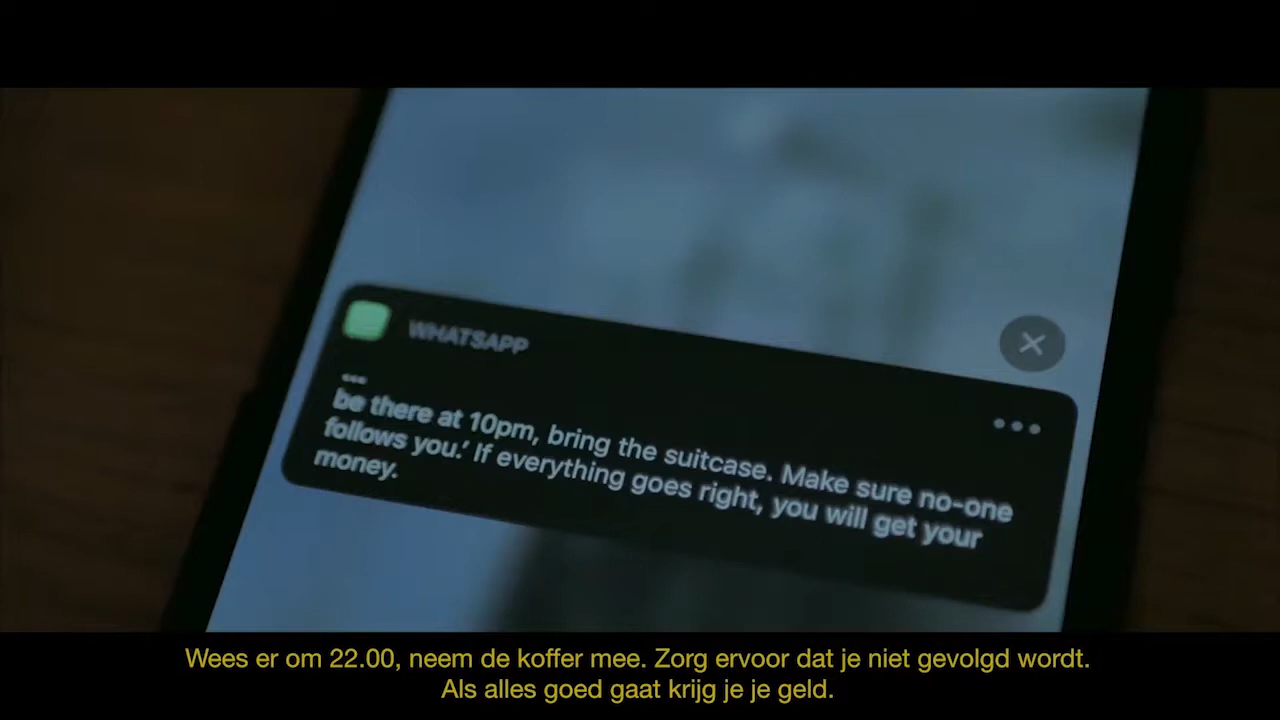 WHATSAPP
...
be there at 10pm, bring the suitcase. Make sure no-one
follows you.' If everything goes right, you will get your
money.
Wees er om 22.00, neem de koffer mee. Zorg ervoor dat je niet gevolgd wordt.
Als alles goed gaat krijg je je geld.